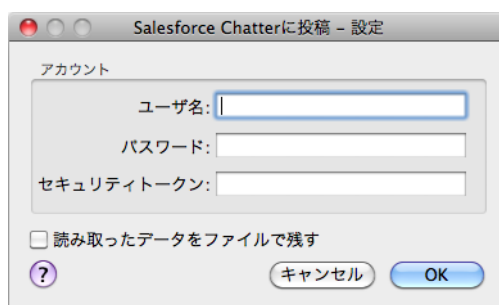 Salesforce Chatterに投稿 – 設定
アカウント
ユーザ名:
パスワード:
セキュリティトークン:
読み取ったデータをファイルで残す
? キャンセル OK